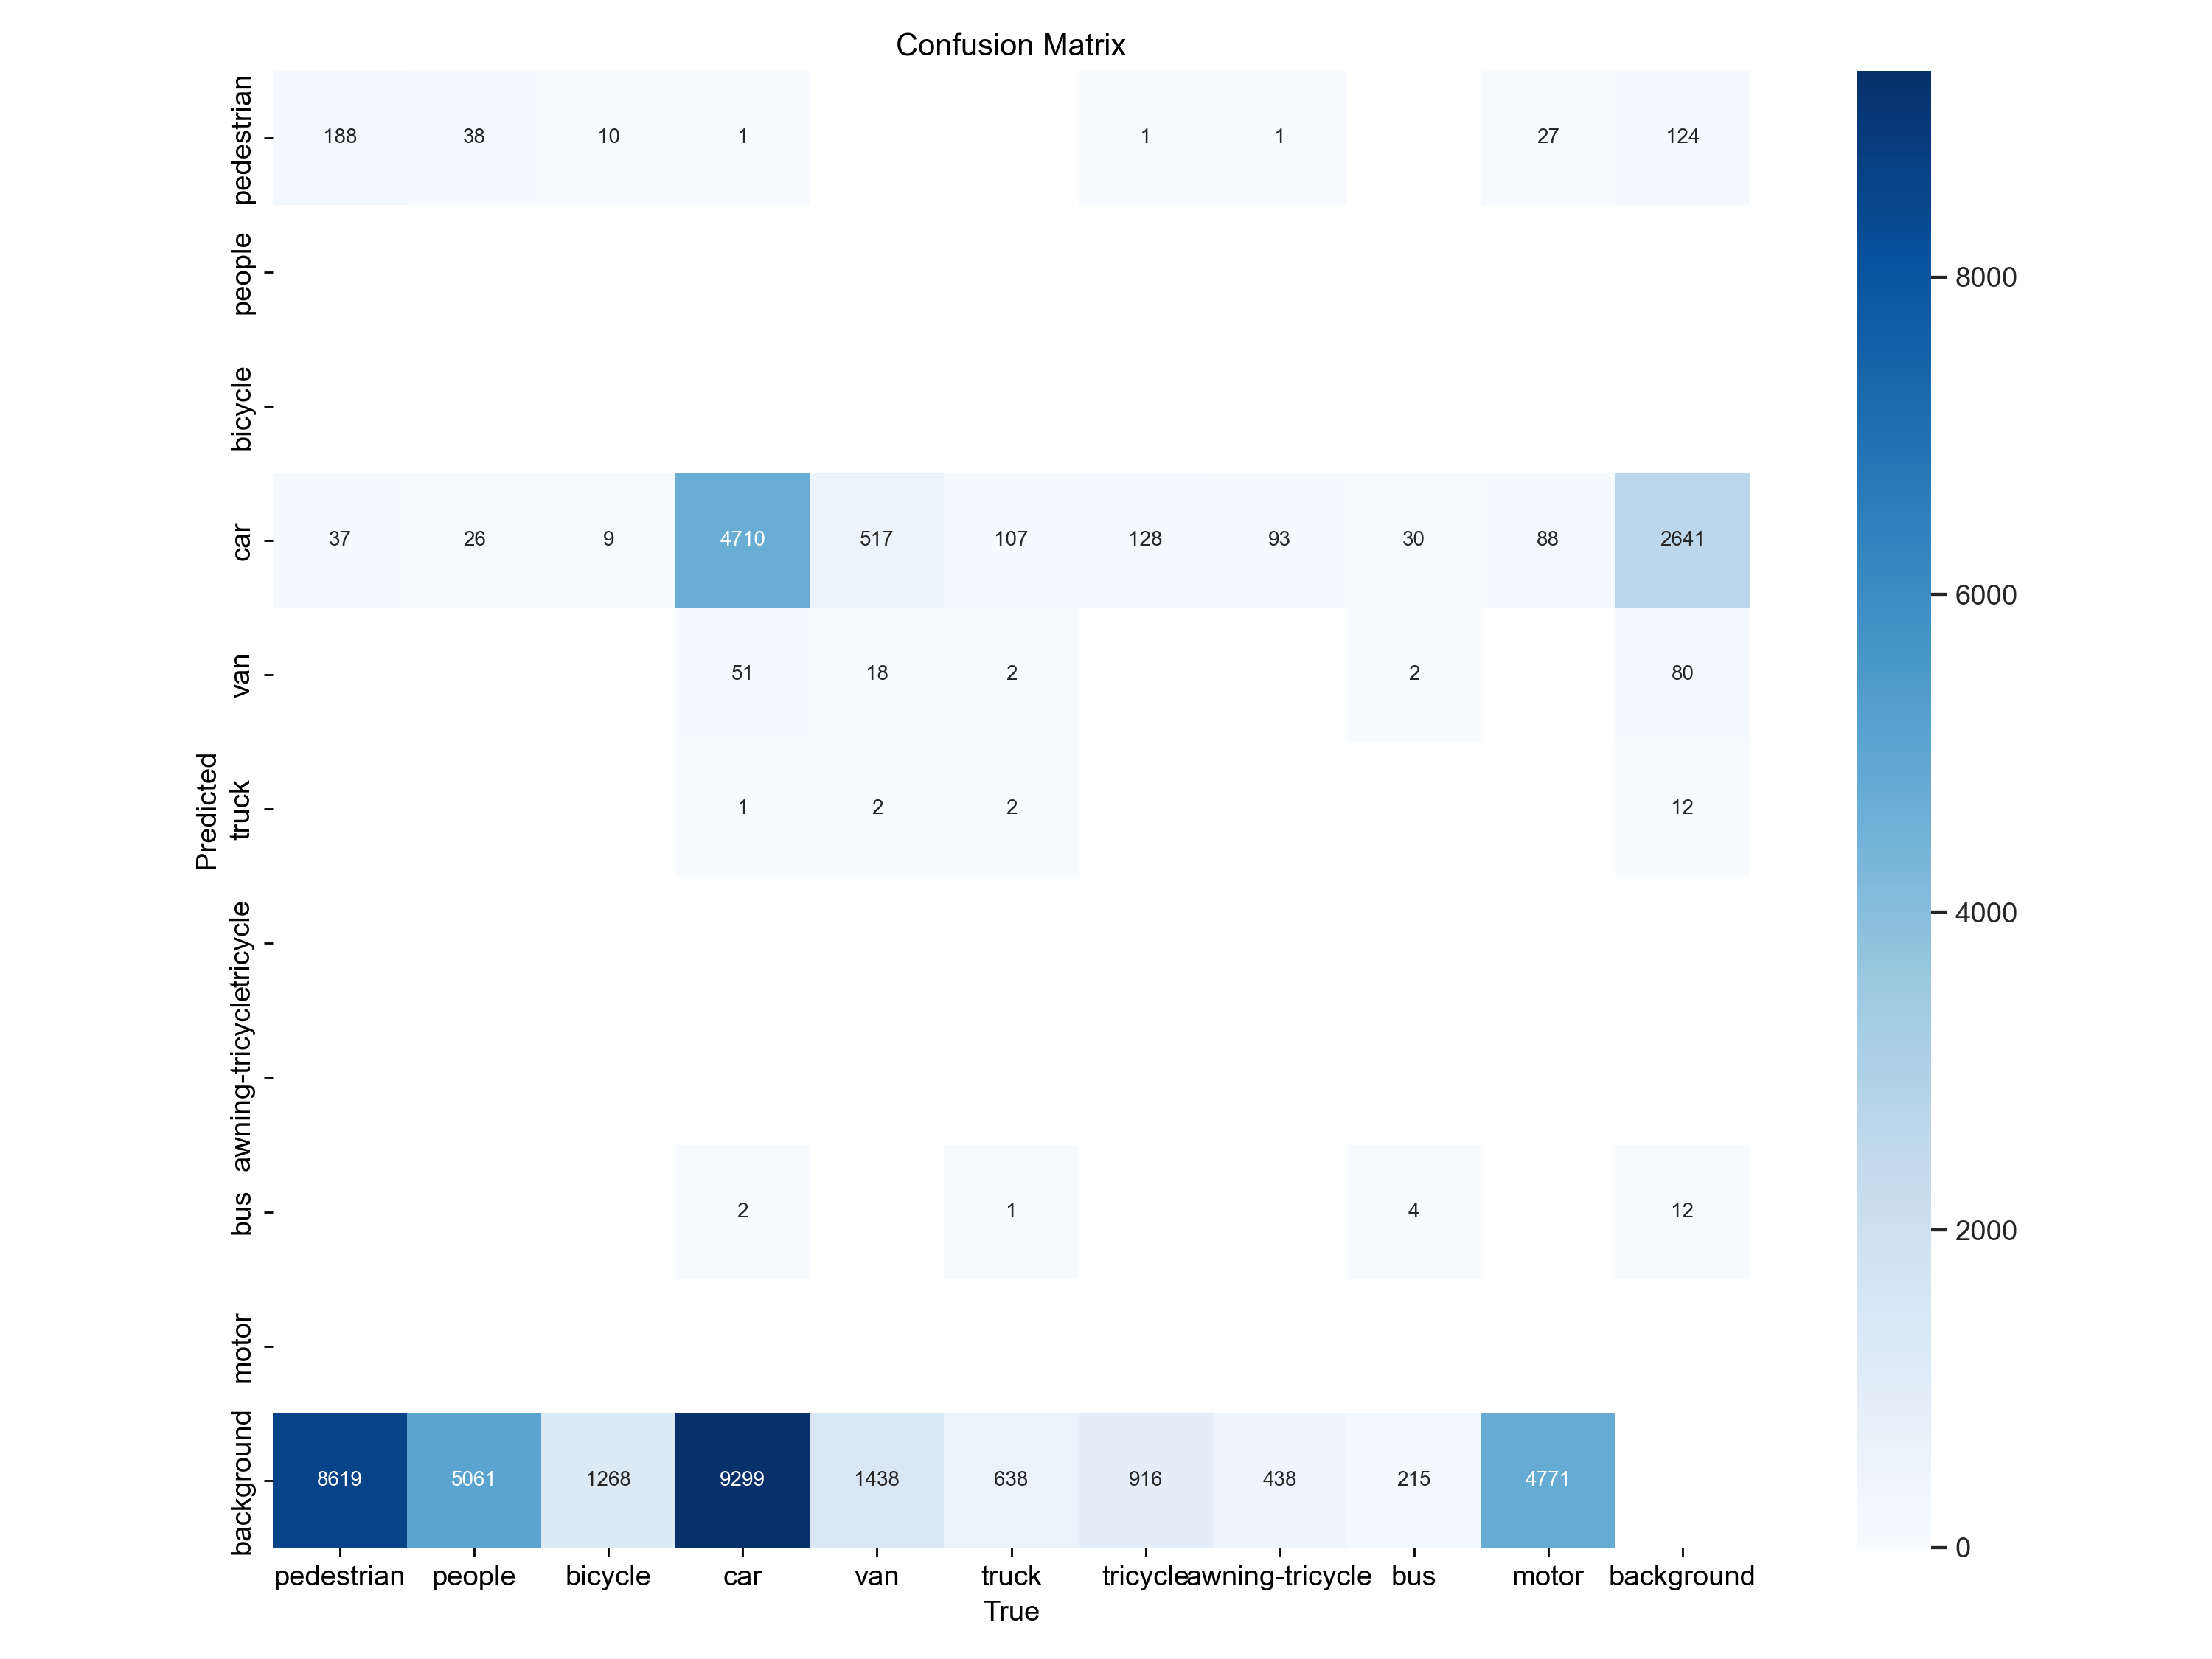 Confusion Matrix
pedestrian 188 38 10 1 1 1 27 124
people
bicycle
car 37 26 9 4710 517 107 128 93 30 88 2641
van 51 18 2 2 80
truck 1 2 2 12
tricycle
awning-tricycle
bus 2 1 4 12
motor
background 8619 5061 1268 9299 1438 638 916 438 215 4771
Predicted
pedestrian people bicycle car van truck tricycle awning-tricycle bus motor background
True
8000
6000
4000
2000
0